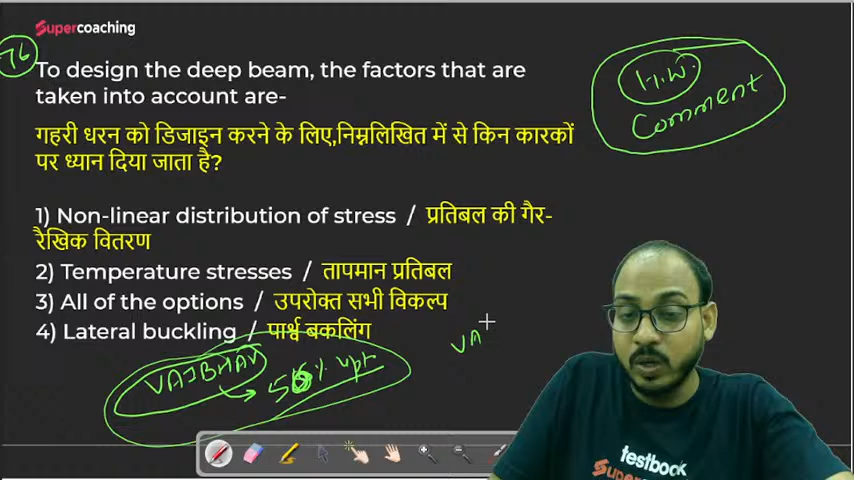 Supercoaching
76
To design the deep beam, the factors that are
taken into account are-
गहरी धरन को डिजाइन करने के लिए,निम्नलिखित में से किन कारकों
पर ध्यान दिया जाता है?
H.W.
Comment
1) Non-linear distribution of stress / प्रतिबल की गैर-
रैखिक वितरण
2) Temperature stresses / तापमान प्रतिबल
3) All of the options / उपरोक्त सभी विकल्प
4) Lateral buckling / पार्श्व बकलिंग
VAIBHAV
VA
testbook